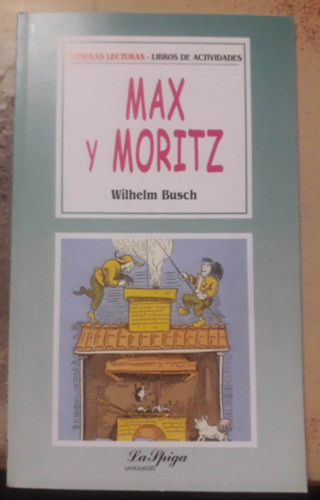 PRIMERAS LECTURAS - LIBROS DE ACTIVIDADES
MAX
Y MORITZ
Wilhelm Busch
La Spiga
LANGUAGES